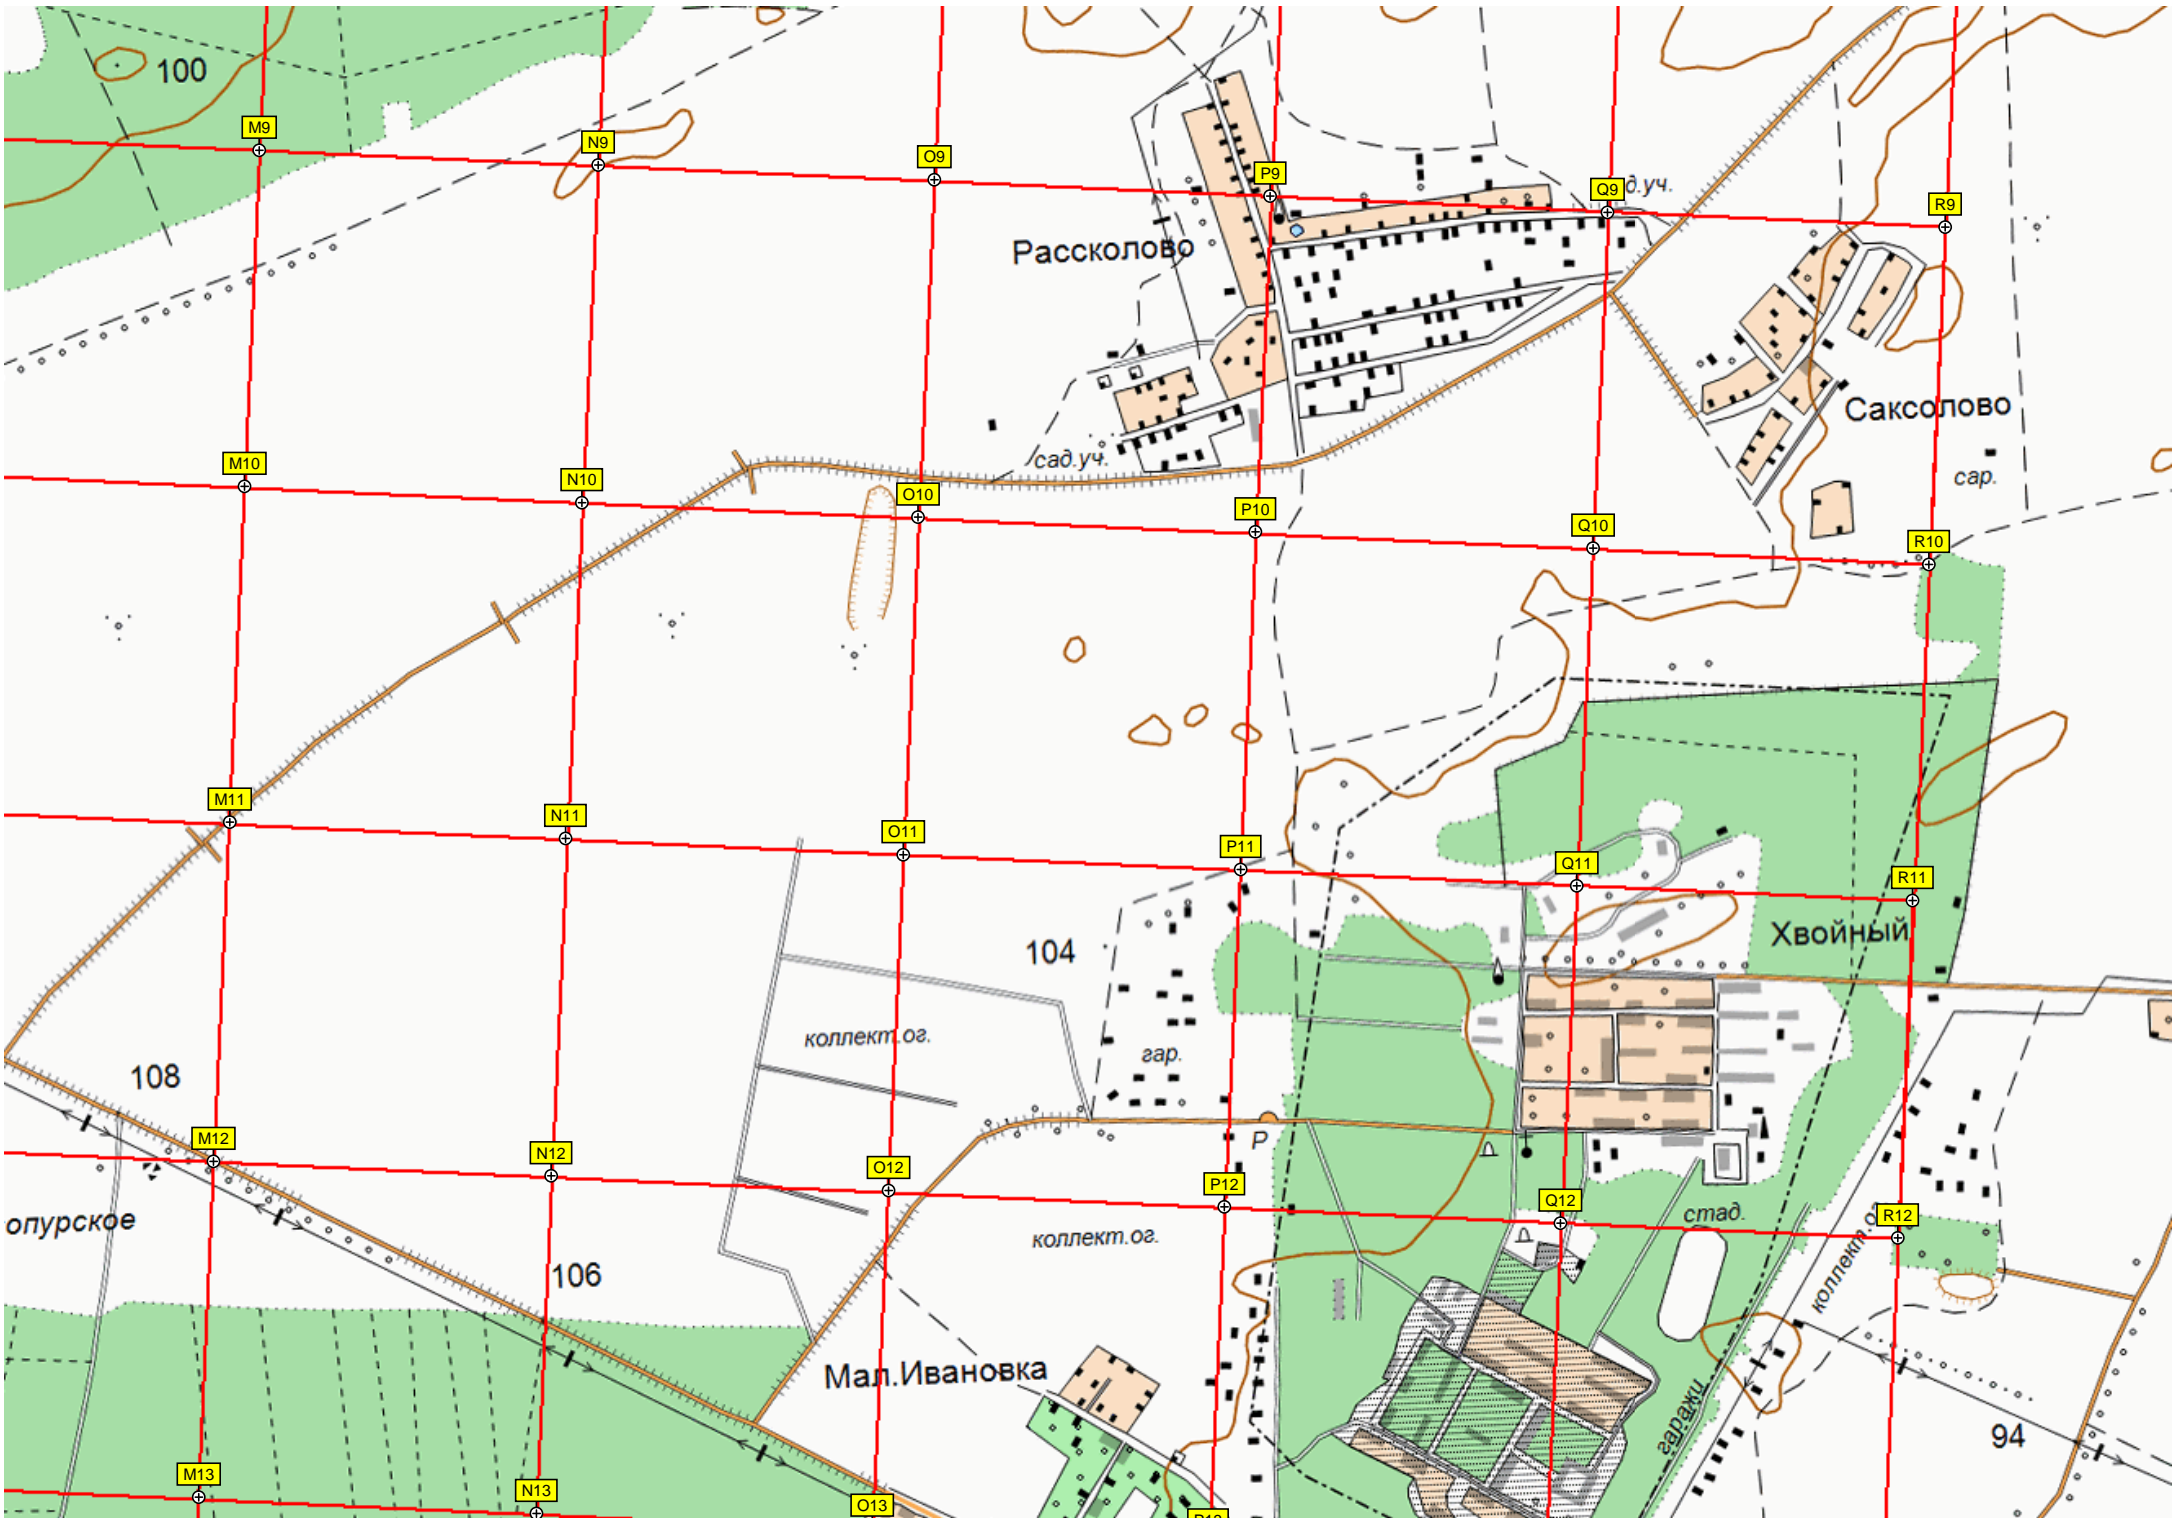 100
M9
N9
O9
P9
Q9
д.уч.
R9
Рассколово
Саксолово
M10
N10
сад.уч.
O10
P10
Q10
сар.
R10
M11
N11
O11
P11
Q11
R11
104
Хвойный
коллект.ог.
гар.
108
M12
N12
O12
Р
P12
Q12
стад.
R12
опурское
коллект.ог.
коллект.ог.
106
Мал.Ивановка
гаражи
94
M13
N13
O13